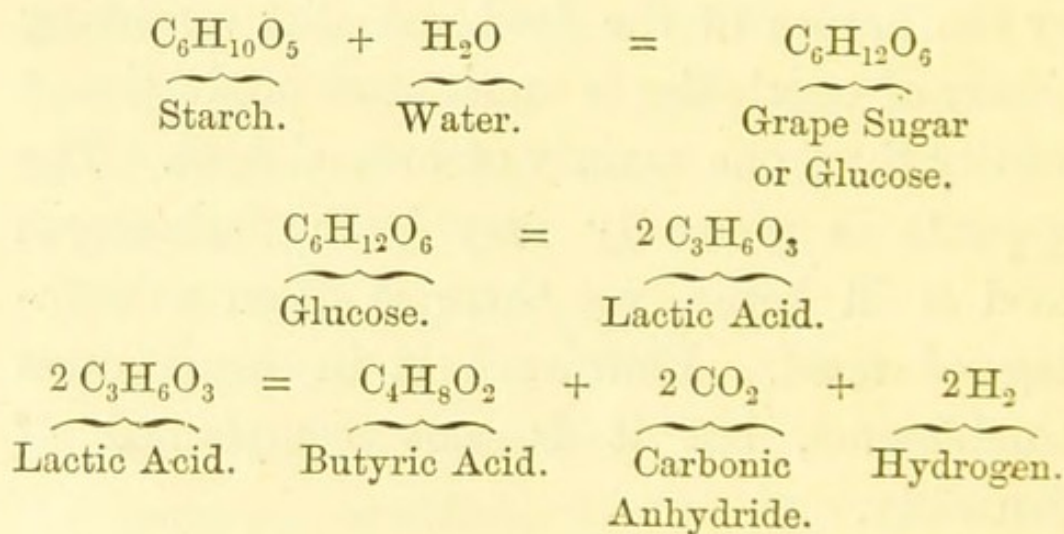 C₆H₁₀O₅ + H₂O = C₆H₁₂O₆
Starch. Water. Grape Sugar
or Glucose.
C₆H₁₂O₆ = 2 C₃H₆O₃
Glucose. Lactic Acid.
2 C₃H₆O₃ = C₄H₈O₂ + 2 CO₂ + 2 H₂
Lactic Acid. Butyric Acid. Carbonic Hydrogen.
Anhydride.